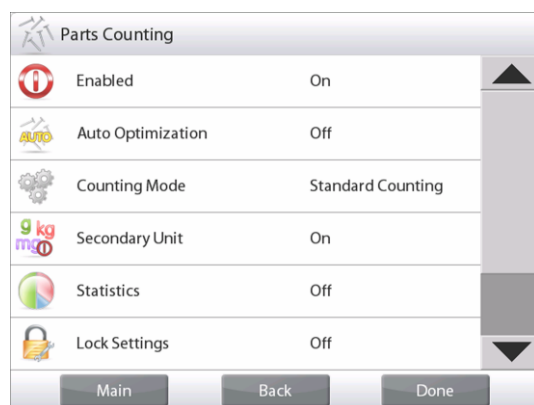 Parts Counting
Enabled On
AUTO Auto Optimization Off
Counting Mode Standard Counting
g kg
mg Secondary Unit On
Statistics Off
Lock Settings Off
Main Back Done